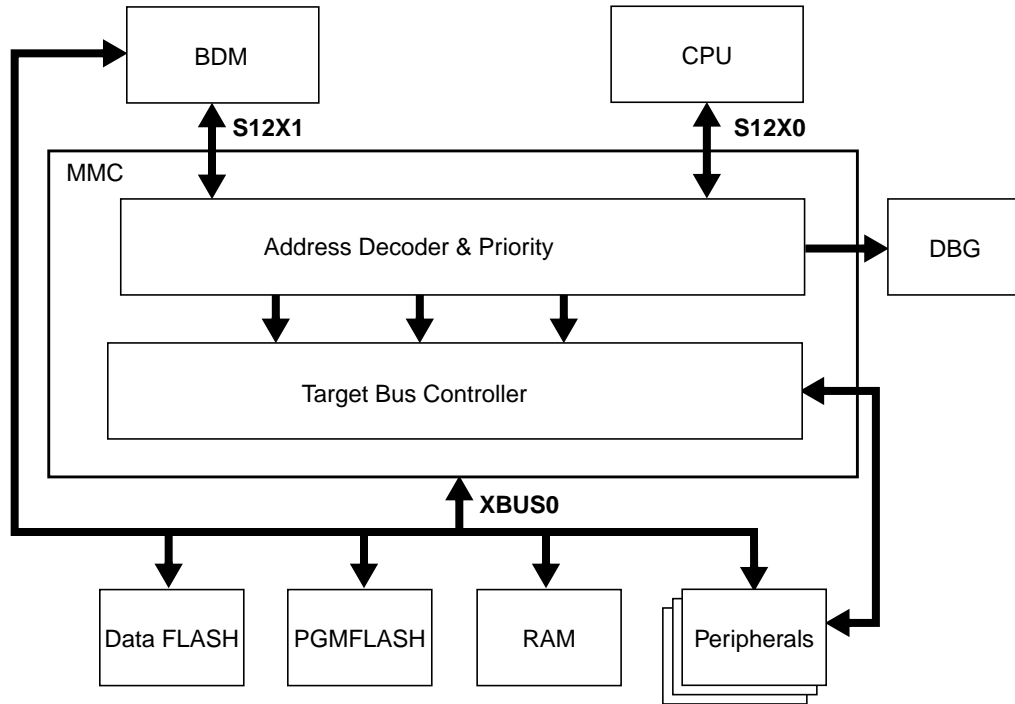 BDM
CPU
S12X1
S12X0
MMC
Address Decoder & Priority
DBG
Target Bus Controller
XBUS0
Data FLASH
PGMFLASH
RAM
Peripherals